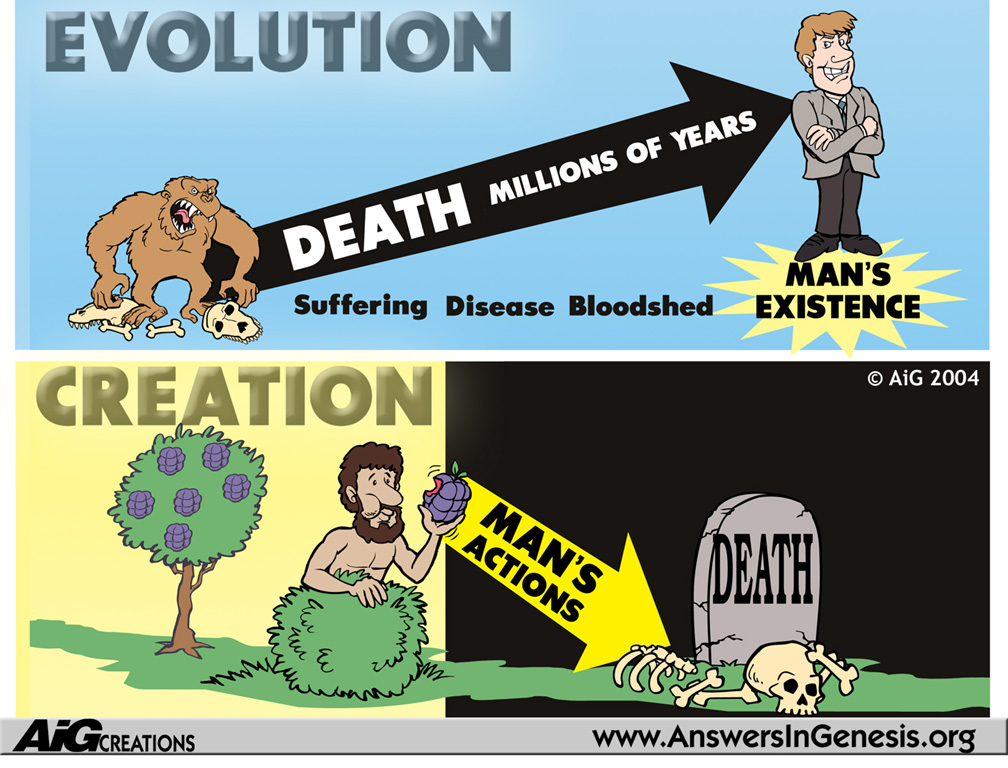 EVOLUTION
DEATH MILLIONS OF YEARS
Suffering Disease Bloodshed
MAN'S
EXISTENCE
CREATION
© AiG 2004
MAN'S
ACTIONS
DEATH
AiG CREATIONS
www.AnswersInGenesis.org